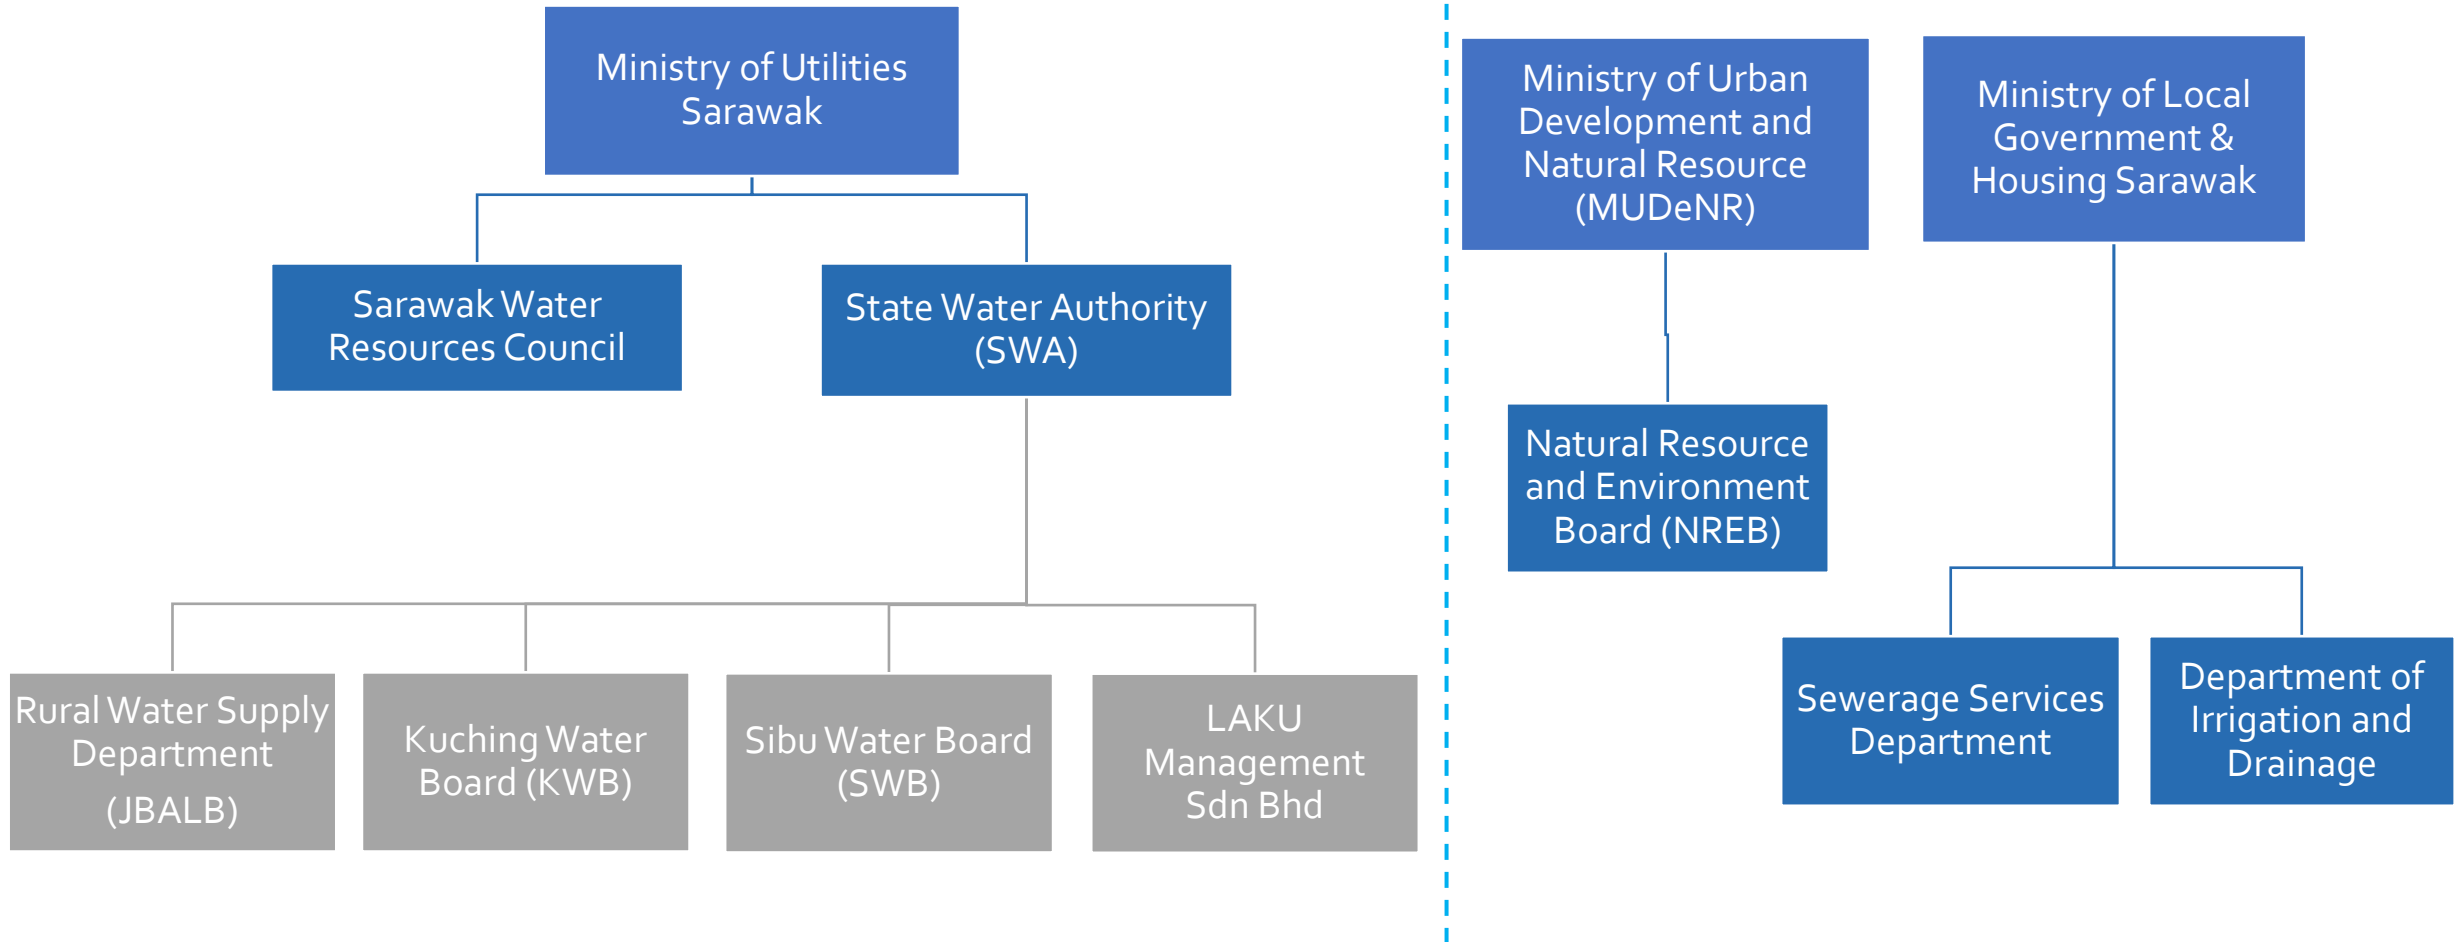 Ministry of Utilities
Sarawak
Sarawak Water
Resources Council
State Water Authority
(SWA)
Rural Water Supply
Department
(JBALB)
Kuching Water
Board (KWB)
Sibu Water Board
(SWB)
LAKU
Management
Sdn Bhd
Ministry of Urban
Development and
Natural Resource
(MUDeNR)
Natural Resource
and Environment
Board (NREB)
Ministry of Local
Government &
Housing Sarawak
Sewerage Services
Department
Department of
Irrigation and
Drainage